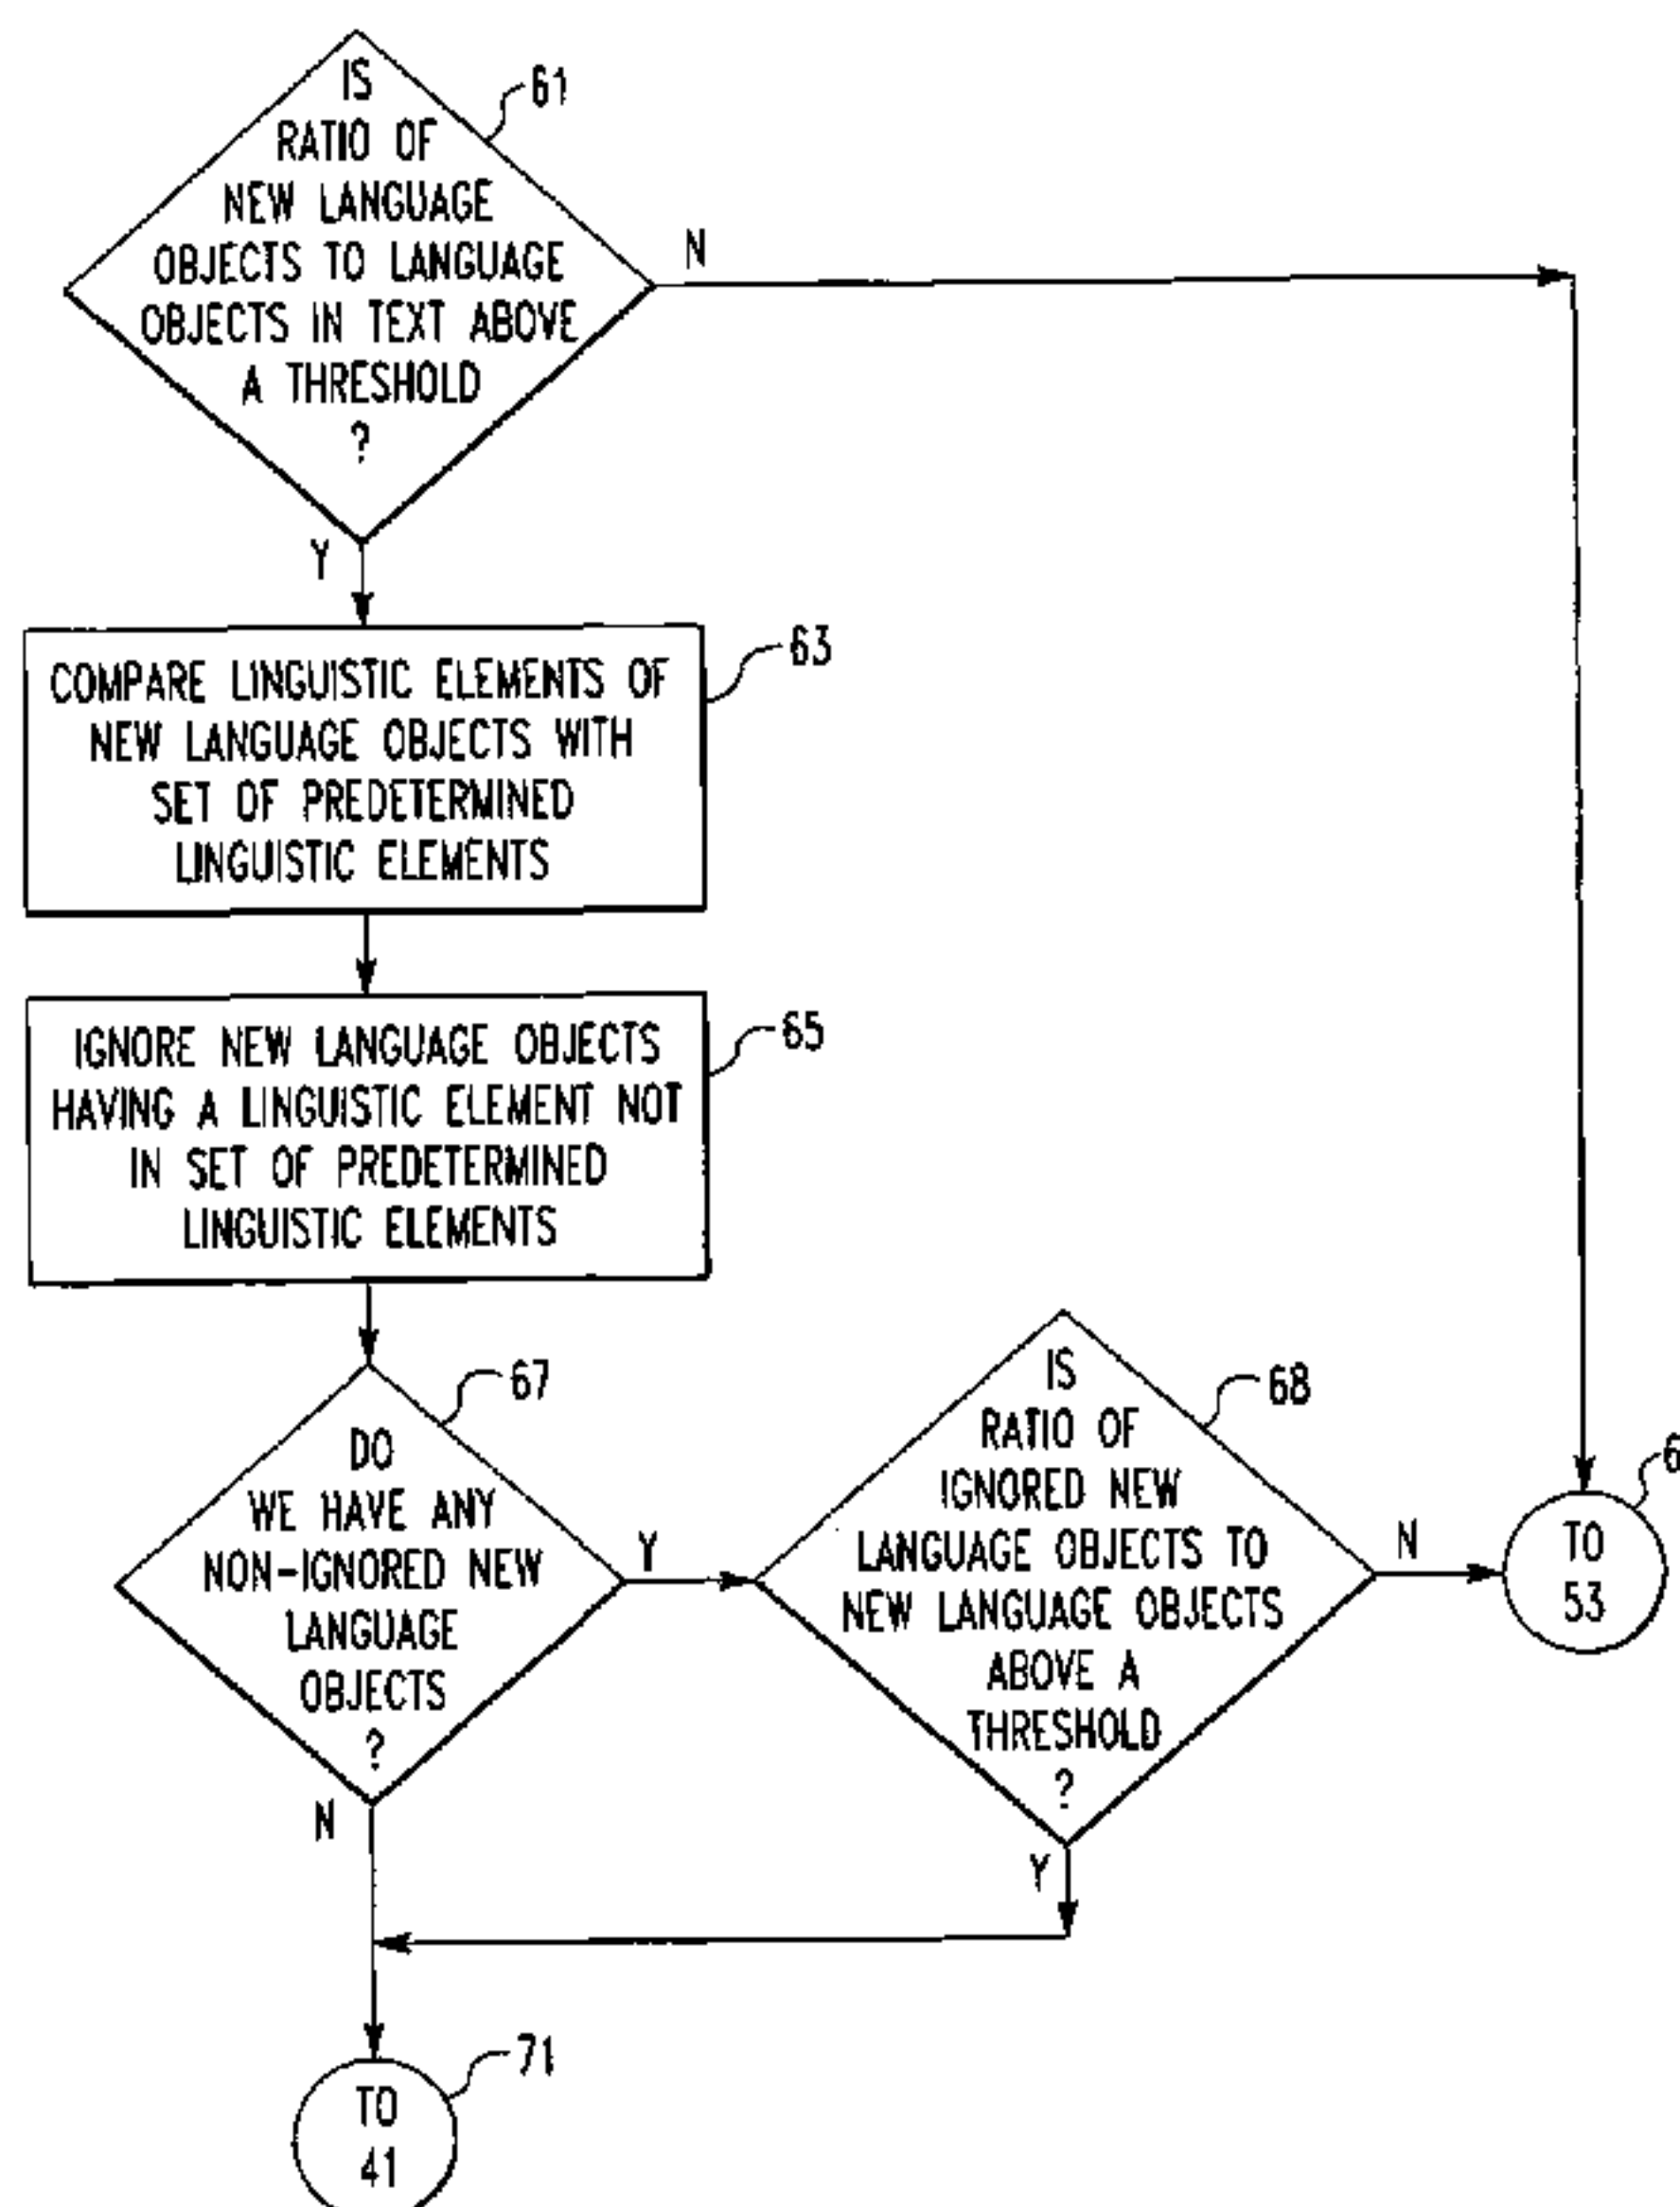 IS
RATIO OF
NEW LANGUAGE
OBJECTS TO LANGUAGE
OBJECTS IN TEXT ABOVE
A THRESHOLD
?
61
N
Y
COMPARE LINGUISTIC ELEMENTS OF
NEW LANGUAGE OBJECTS WITH
SET OF PREDETERMINED
LINGUISTIC ELEMENTS
63
IGNORE NEW LANGUAGE OBJECTS
HAVING A LINGUISTIC ELEMENT NOT
IN SET OF PREDETERMINED
LINGUISTIC ELEMENTS
65
DO
WE HAVE ANY
NON-IGNORED NEW
LANGUAGE
OBJECTS
?
67
Y
N
IS
RATIO OF
IGNORED NEW
LANGUAGE OBJECTS TO
NEW LANGUAGE OBJECTS
ABOVE A
THRESHOLD
?
68
N
Y
TO
53
TO
41
71